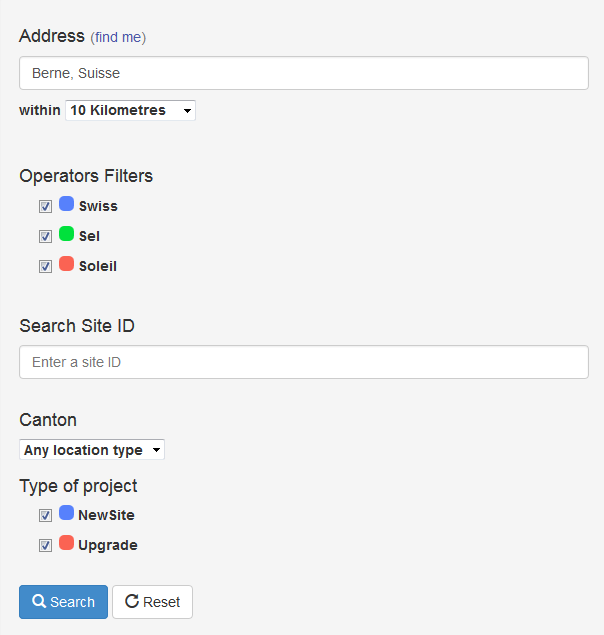 Address (find me)
Berne, Suisse
within 10 Kilometres
Operators Filters
Swiss
Sel
Soleil
Search Site ID
Enter a site ID
Canton
Any location type
Type of project
NewSite
Upgrade
Search Reset